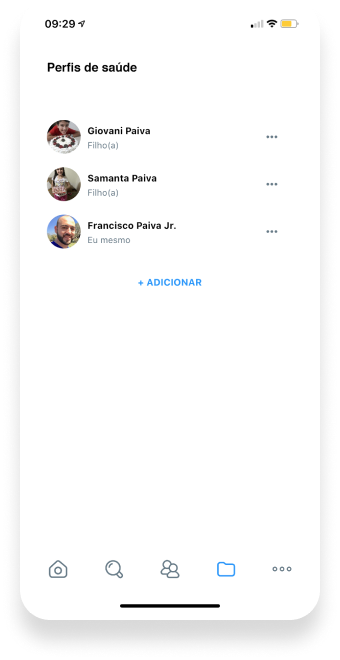 09:29
Perfis de saúde
Giovani Paiva
Filho(a)
Samanta Paiva
Filho(a)
Francisco Paiva Jr.
Eu mesmo
+ ADICIONAR